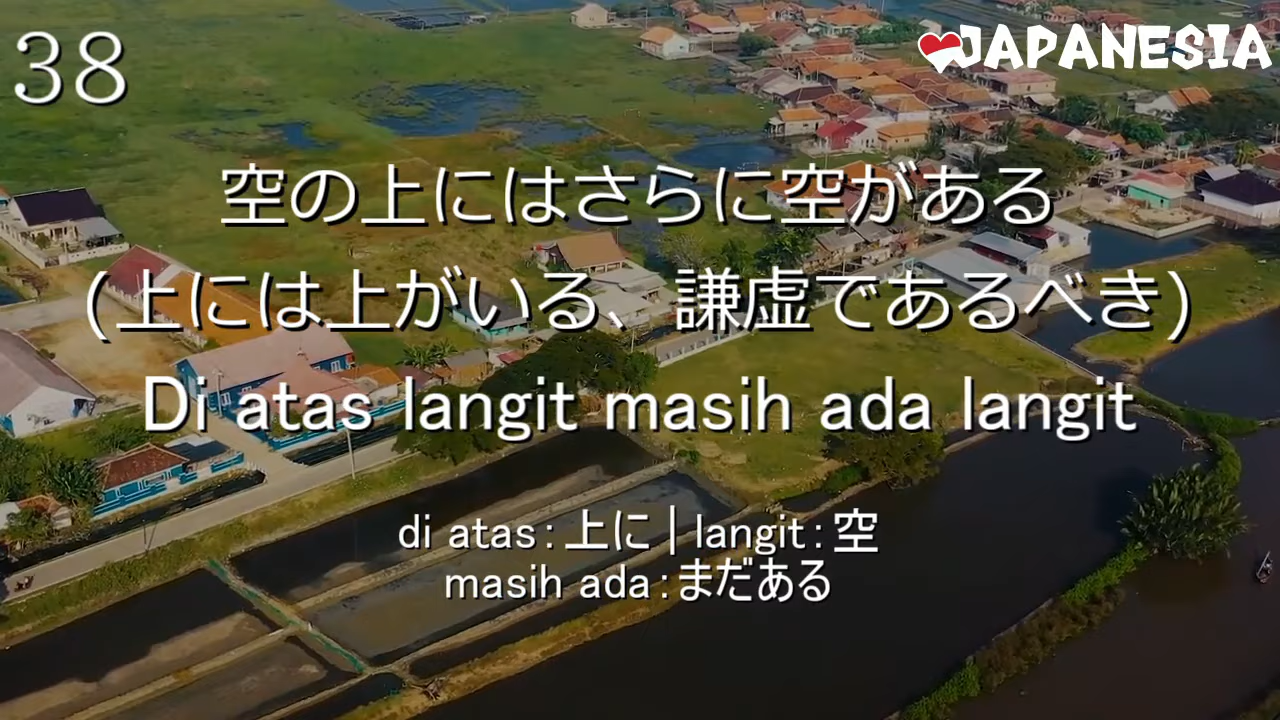 38
JAPANESIA
空の上にはさらに空がある
(上には上がいる、謙虚であるべき)
Di atas langit masih ada langit
di atas：上に | langit：空
masih ada：まだある